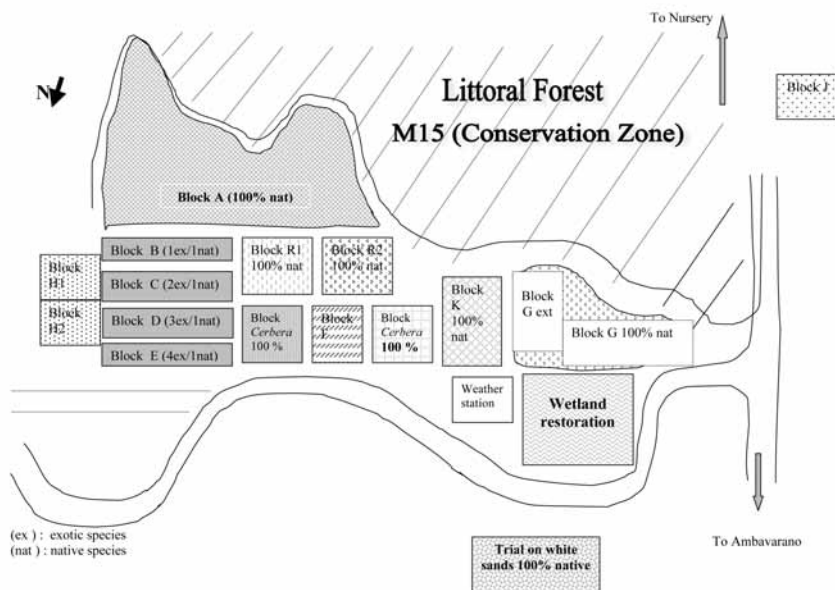 To Nursery
N
Littoral Forest
M15 (Conservation Zone)
Block J
Block A (100% nat)
Block B (1ex/1nat)
Block R1
100% nat
Block R2
100% nat
Block
H1
Block C (2ex/1nat)
Block
K
100%
nat
Block
G ext
Block
H2
Block D (3ex/1nat)
Block
Cerbera
100 %
Block
Block
Cerbera
100 %
Block G 100% nat
Block E (4ex/1nat)
Weather
station
Wetland
restoration
(ex ) : exotic species
(nat ) : native species
To Ambavarano
Trial on white
sands 100% native